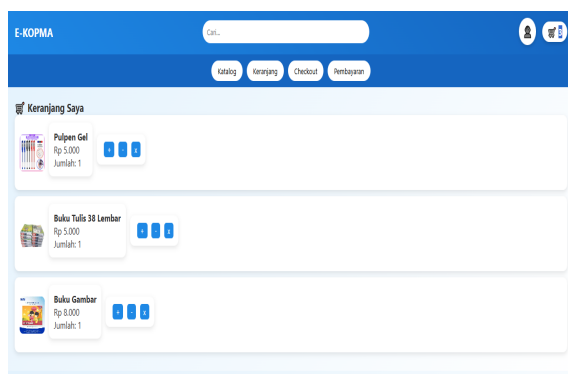 E-KOPMA
Cari...
Katalog
Keranjang
Checkout
Pembayaran
Keranjang Saya
Pulpen Gel
Rp 5.000
Jumlah: 1
+ - x
Buku Tulis 38 Lembar
Rp 5.000
Jumlah: 1
+ - x
Buku Gambar
Rp 8.000
Jumlah: 1
+ - x